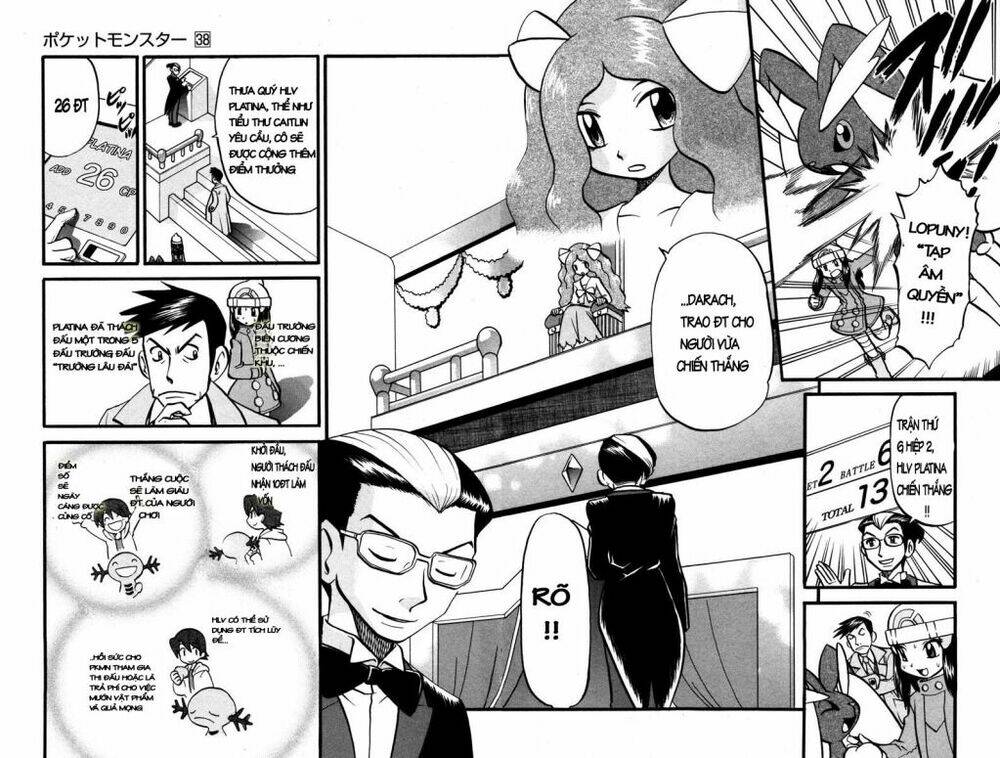 ポケットモンスター 38
LOPUNY!
"TẠP
ÂM
QUYỀN"
!!!
TRẬN THỨ
6 HIỆP 2,
HLV PLATINA
CHIẾN THẮNG
!!
2
BATTLE 6
TOTAL 13
...DARACH,
TRAO ĐT CHO
NGƯỜI VỪA
CHIẾN THẮNG
RÕ
!!
THƯA QUÝ HLV
PLATINA, THỂ NHƯ
TIỂU THƯ CAITLIN
YÊU CẦU, CÔ SẼ
ĐƯỢC CỘNG THÊM
ĐIỂM THƯỞNG
26 ĐT
ピピッ
PLATINA
ADD 26 CP
ĐẤU TRƯỜNG
BIÊN CƯƠNG
THUỘC CHIẾN
KHU, ...
PLATINA ĐÃ THÁCH
ĐẤU MỘT TRONG 5
ĐẤU TRƯỜNG ĐẤU
"TRƯỜNG LÂU ĐÀI"
KHỞI ĐẦU,
NGƯỜI THÁCH ĐẤU
NHẬN 10ĐT LÀM
VỐN
THẮNG CUỘC
SẼ LÀM GIÀU
ĐT CỦA NGƯỜI
CHƠI
ĐIỂM
SỐ
SẼ
NGÀY
CÀNG ĐƯỢC
CỦNG CỐ
HLV CÓ THỂ SỬ
DỤNG ĐT TÍCH LŨY
ĐỂ...
..HỒI SỨC CHO
PKMN THAM GIA
THI ĐẤU HOẶC LÀ
TRẢ PHÍ CHO VIỆC
MƯỚN VẬT PHẨM
VÀ QUẢ MỌNG